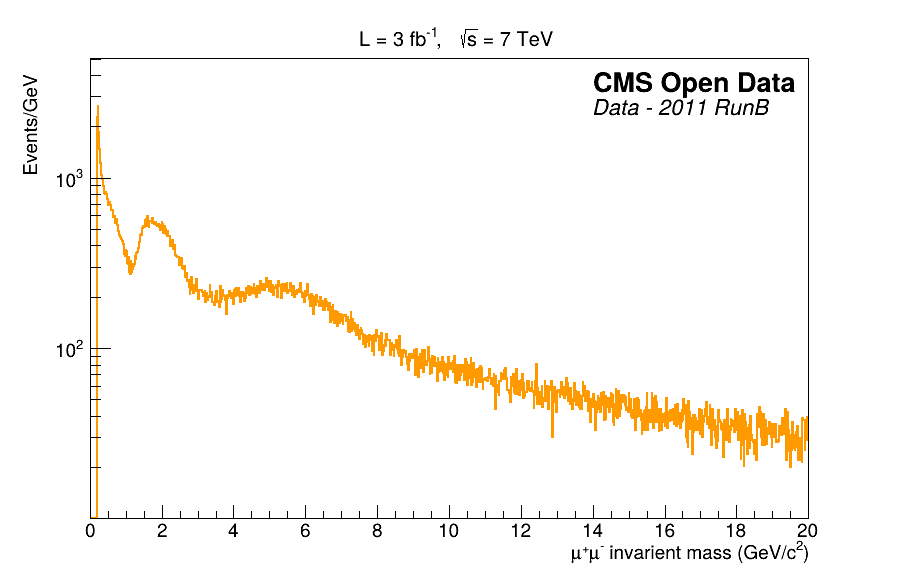 L = 3 fb⁻¹, √s = 7 TeV
CMS Open Data
Data - 2011 RunB
Events/GeV
10³
10²
0 2 4 6 8 10 12 14 16 18 20
μ⁺μ⁻ invarient mass (GeV/c²)